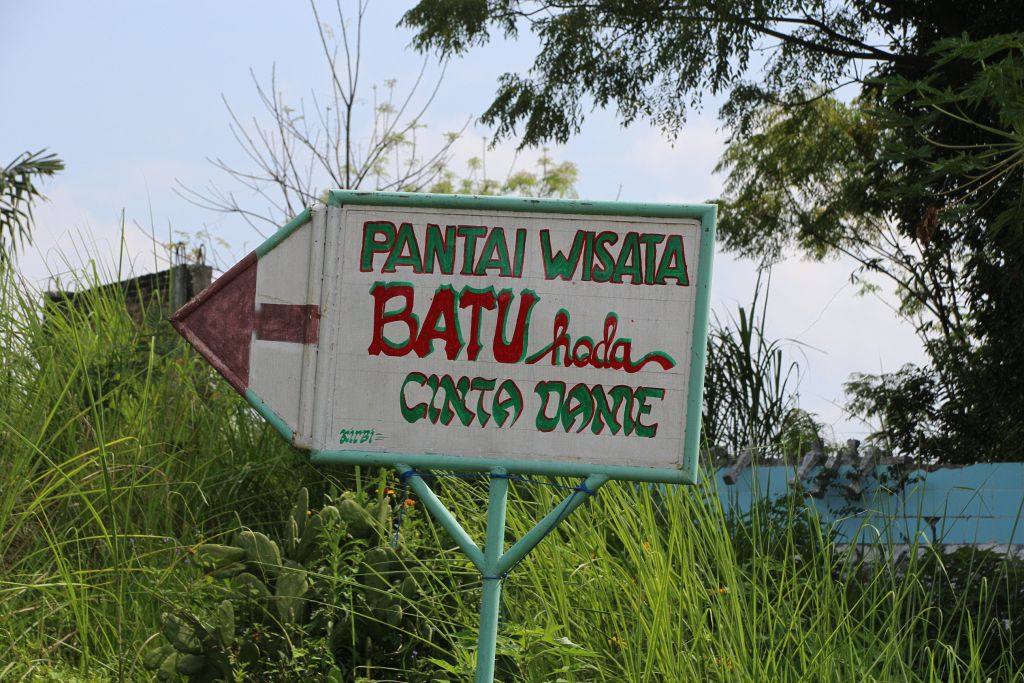 PANTAI WISATA
BATU hoda
CINTA DAME